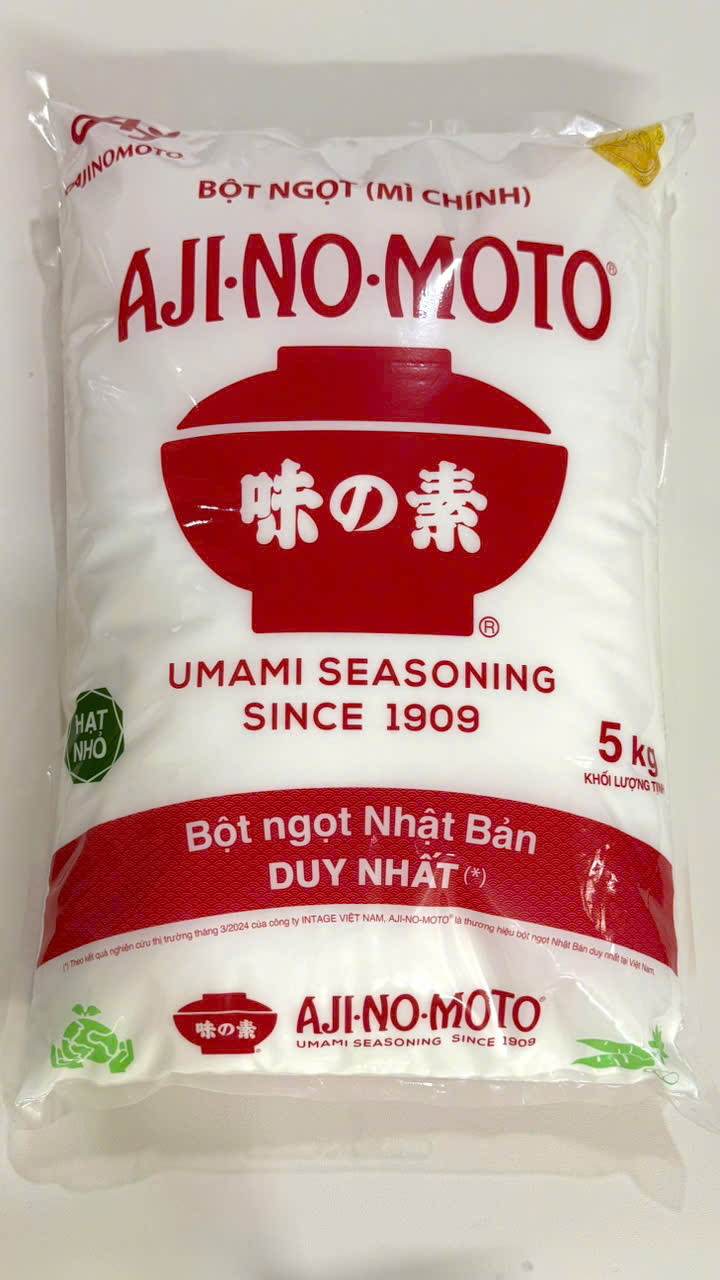 AJINOMOTO
BỘT NGỌT (MÌ CHÍNH)
AJI-NO-MOTO®
味の素
®
UMAMI SEASONING
SINCE 1909
HẠT
NHỎ
5 kg
KHỐI LƯỢNG TỊNH
Bột ngọt Nhật Bản
DUY NHẤT (*)
(*) Theo kết quả nghiên cứu thị trường tháng 3/2024 của công ty INTAGE VIỆT NAM, AJI-NO-MOTO® là thương hiệu bột ngọt Nhật Bản duy nhất tại Việt Nam.
味の素
AJI-NO-MOTO®
UMAMI SEASONING SINCE 1909